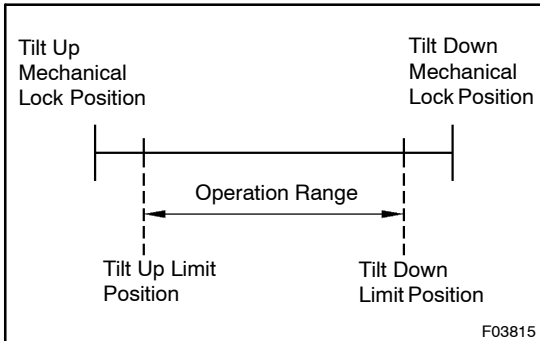 Tilt Up
Mechanical
Lock Position
Tilt Down
Mechanical
Lock Position
Operation Range
Tilt Up Limit
Position
Tilt Down
Limit Position
F03815